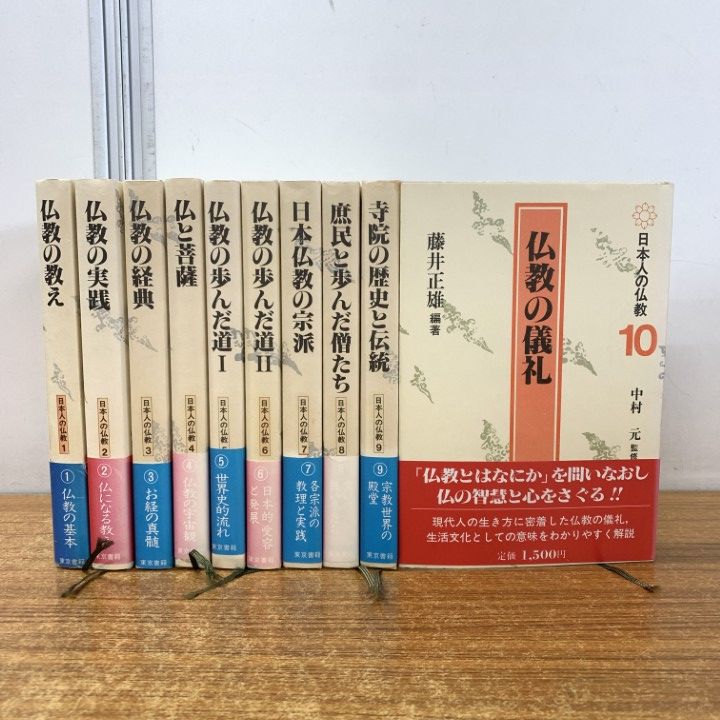 仏教の教え
日本人の仏教 1
① 仏教の基本
東京書籍
仏教の実践
日本人の仏教 2
② 仏になる教
東京書籍
仏教の経典
日本人の仏教 3
③ お経の真髄
東京書籍
仏と菩薩
日本人の仏教 4
④ 仏教の宇宙観
東京書籍
仏教の歩んだ道 I
日本人の仏教
⑤ 世界史的流れ
東京書籍
仏教の歩んだ道 II
日本人の仏教 6
⑥ 日本的受容
と発展
東京書籍
日本仏教の宗派
日本人の仏教 7
⑦ 各宗派の
教理と実践
東京書籍
庶民と歩んだ僧たち
日本人の仏教 8
東京書籍
寺院の歴史と伝統
日本人の仏教 9
⑨ 宗教世界の
殿堂
東京書籍
日本人の仏教
10
中村 元 監修
仏教の儀礼
藤井正雄 編著
「仏教とはなにか」を問いなおし
仏の智慧と心をさぐる!!
現代人の生き方に密着した仏教の儀礼,
生活文化としての意味をわかりやすく解説
定価 1,500円